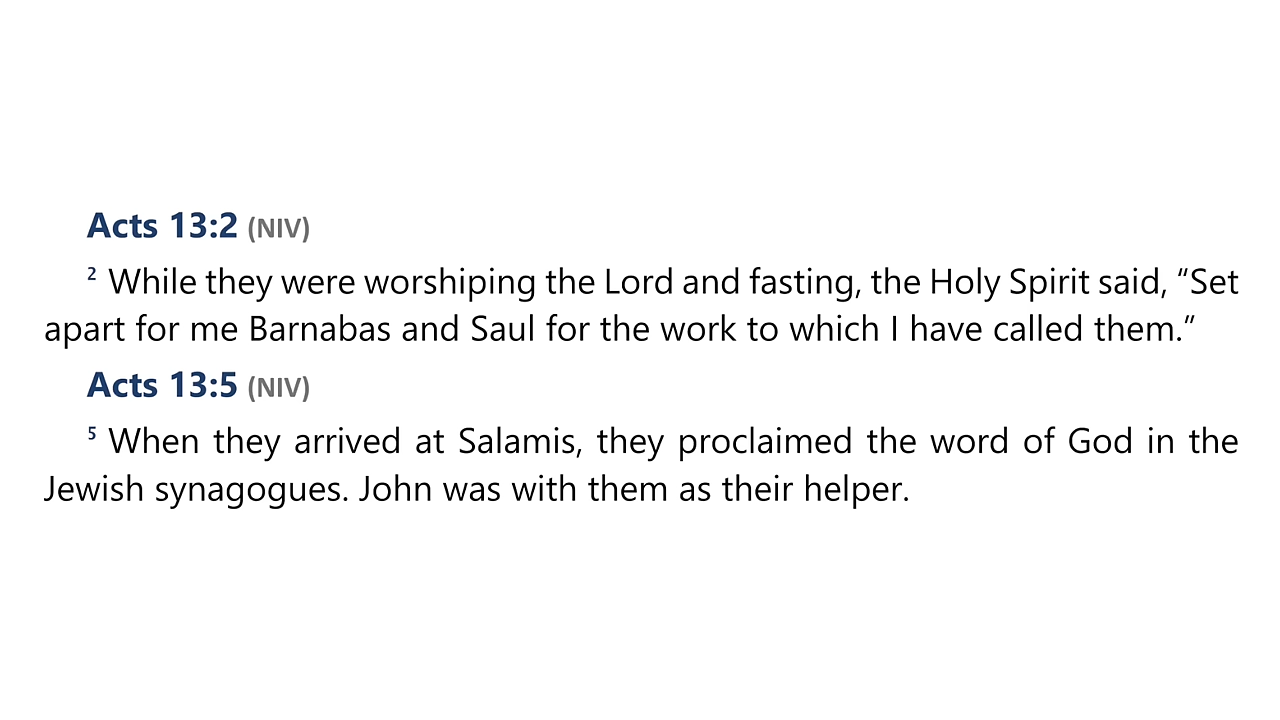 Acts 13:2 (NIV)
2 While they were worshiping the Lord and fasting, the Holy Spirit said, “Set
apart for me Barnabas and Saul for the work to which I have called them.”
Acts 13:5 (NIV)
5 When they arrived at Salamis, they proclaimed the word of God in the
Jewish synagogues. John was with them as their helper.